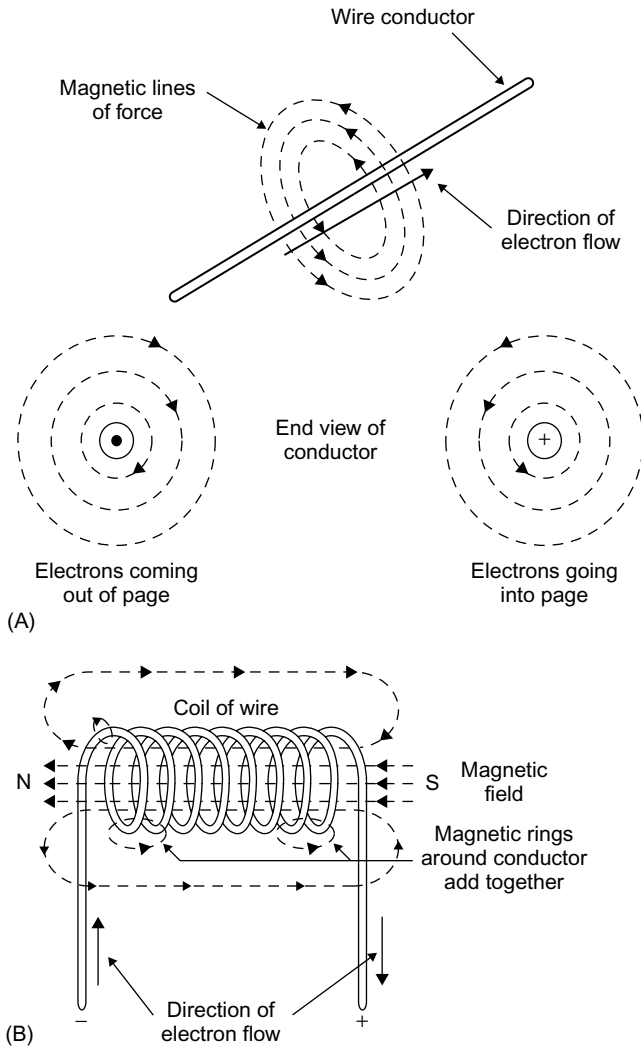 Wire conductor
Magnetic lines
of force
Direction of
electron flow
End view of
conductor
+
Electrons coming
out of page
Electrons going
into page
(A)
Coil of wire
N
S
Magnetic
field
Magnetic rings
around conductor
add together
Direction of
electron flow
−
+
(B)